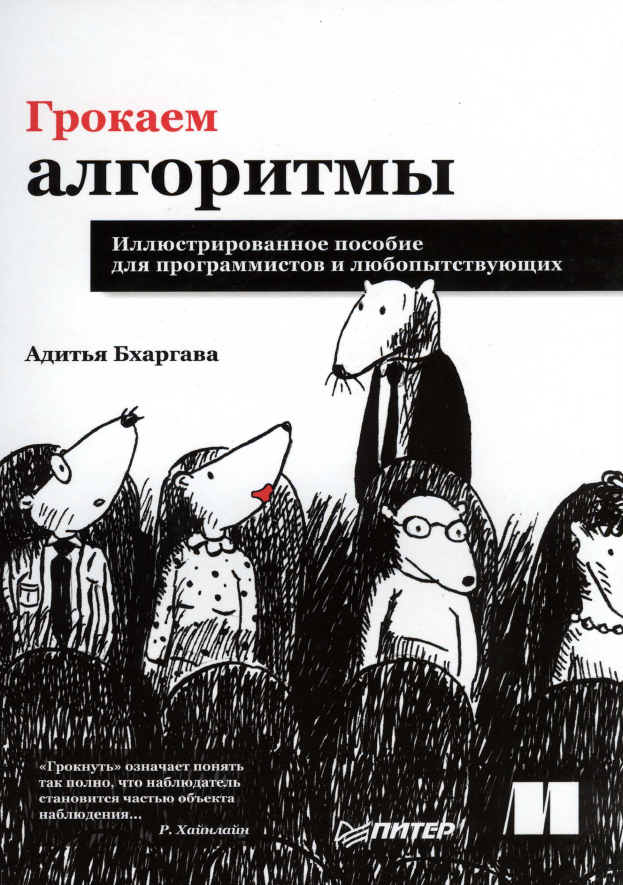 Грокаем
алгоритмы
Иллюстрированное пособие
для программистов и любопытствующих
Адитья Бхаргава
«Грокнуть» означает понять
так полно, что наблюдатель
становится частью объекта
наблюдения...
Р. Хайнлайн
ПИТЕР®